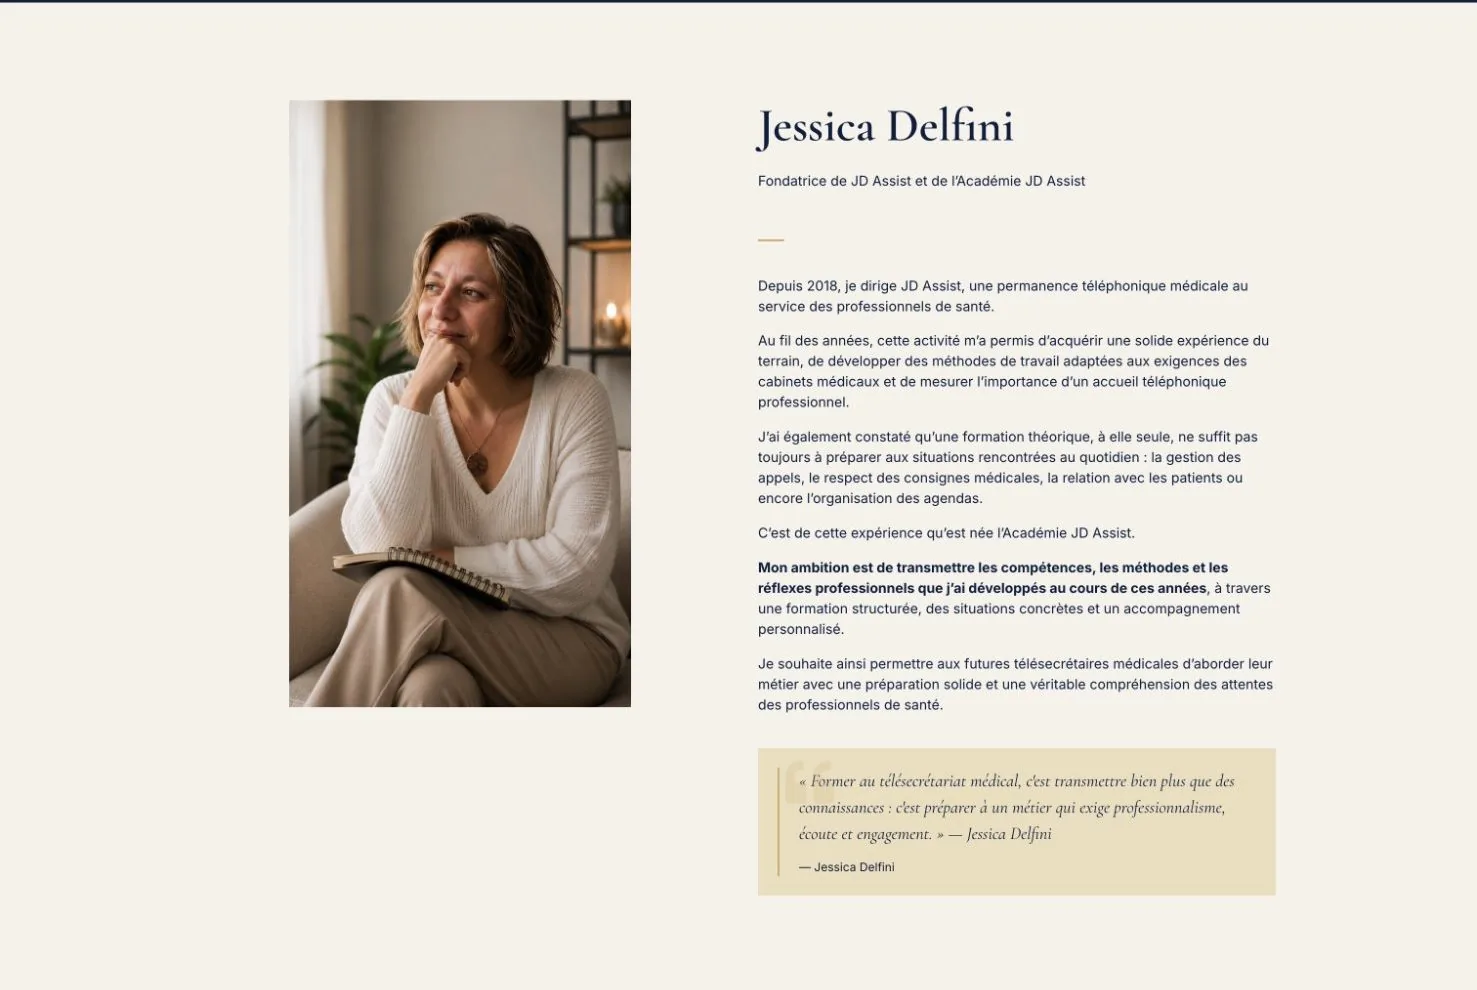 Jessica Delfini
Fondatrice de JD Assist et de l’Académie JD Assist
Depuis 2018, je dirige JD Assist, une permanence téléphonique médicale au
service des professionnels de santé.
Au fil des années, cette activité m’a permis d’acquérir une solide expérience du
terrain, de développer des méthodes de travail adaptées aux exigences des
cabinets médicaux et de mesurer l’importance d’un accueil téléphonique
professionnel.
J’ai également constaté qu’une formation théorique, à elle seule, ne suffit pas
toujours à préparer aux situations rencontrées au quotidien : la gestion des
appels, le respect des consignes médicales, la relation avec les patients ou
encore l’organisation des agendas.
C’est de cette expérience qu’est née l’Académie JD Assist.
Mon ambition est de transmettre les compétences, les méthodes et les
réflexes professionnels que j’ai développés au cours de ces années, à travers
une formation structurée, des situations concrètes et un accompagnement
personnalisé.
Je souhaite ainsi permettre aux futures télésecrétaires médicales d’aborder leur
métier avec une préparation solide et une véritable compréhension des attentes
des professionnels de santé.
« Former au télésecrétariat médical, c'est transmettre bien plus que des
connaissances : c'est préparer à un métier qui exige professionnalisme,
écoute et engagement. » — Jessica Delfini
— Jessica Delfini